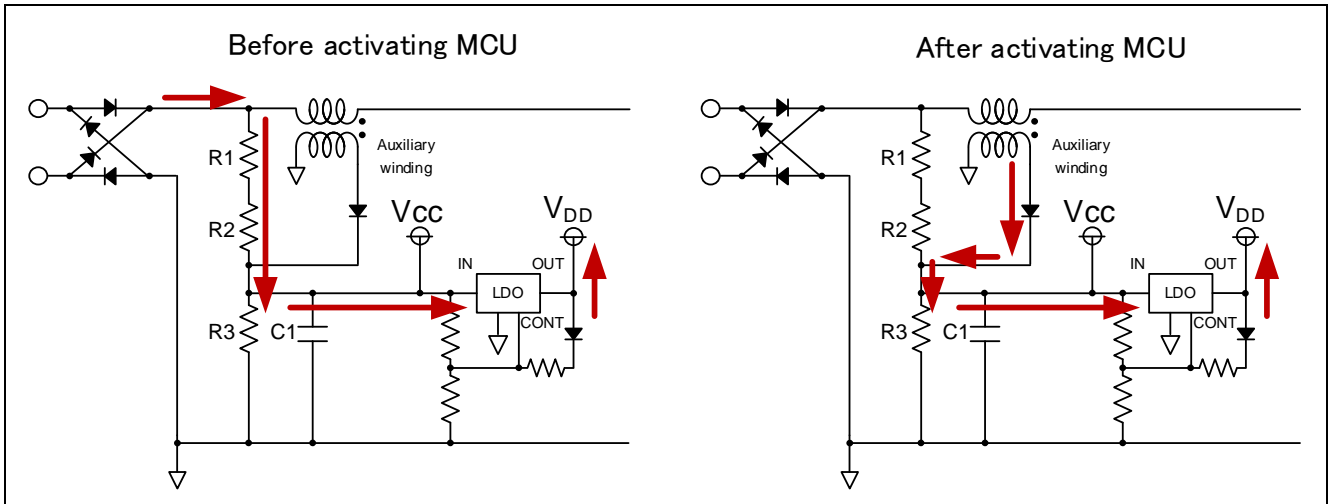 Before activating MCU
R1
Auxiliary
winding
R2
VCC
VDD
IN
OUT
LDO
CONT
R3
C1
After activating MCU
R1
Auxiliary
winding
R2
VCC
VDD
IN
OUT
LDO
CONT
R3
C1